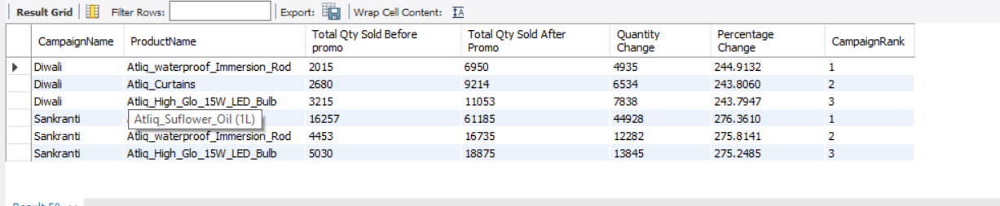 Result Grid Filter Rows: Export: Wrap Cell Content:
CampaignName ProductName Total Qty Sold Before promo Total Qty Sold After Promo Quantity Change Percentage Change CampaignRank
Diwali Atliq_waterproof_Immersion_Rod 2015 6950 4935 244.9132 1
Diwali Atliq_Curtains 2680 9214 6534 243.8060 2
Diwali Atliq_High_Glo_15W_LED_Bulb 3215 11053 7838 243.7947 3
Sankranti Atliq_Suflower_Oil (1L) 16257 61185 44928 276.3610 1
Sankranti Atliq_waterproof_Immersion_Rod 4453 16735 12282 275.8141 2
Sankranti Atliq_High_Glo_15W_LED_Bulb 5030 18875 13845 275.2485 3